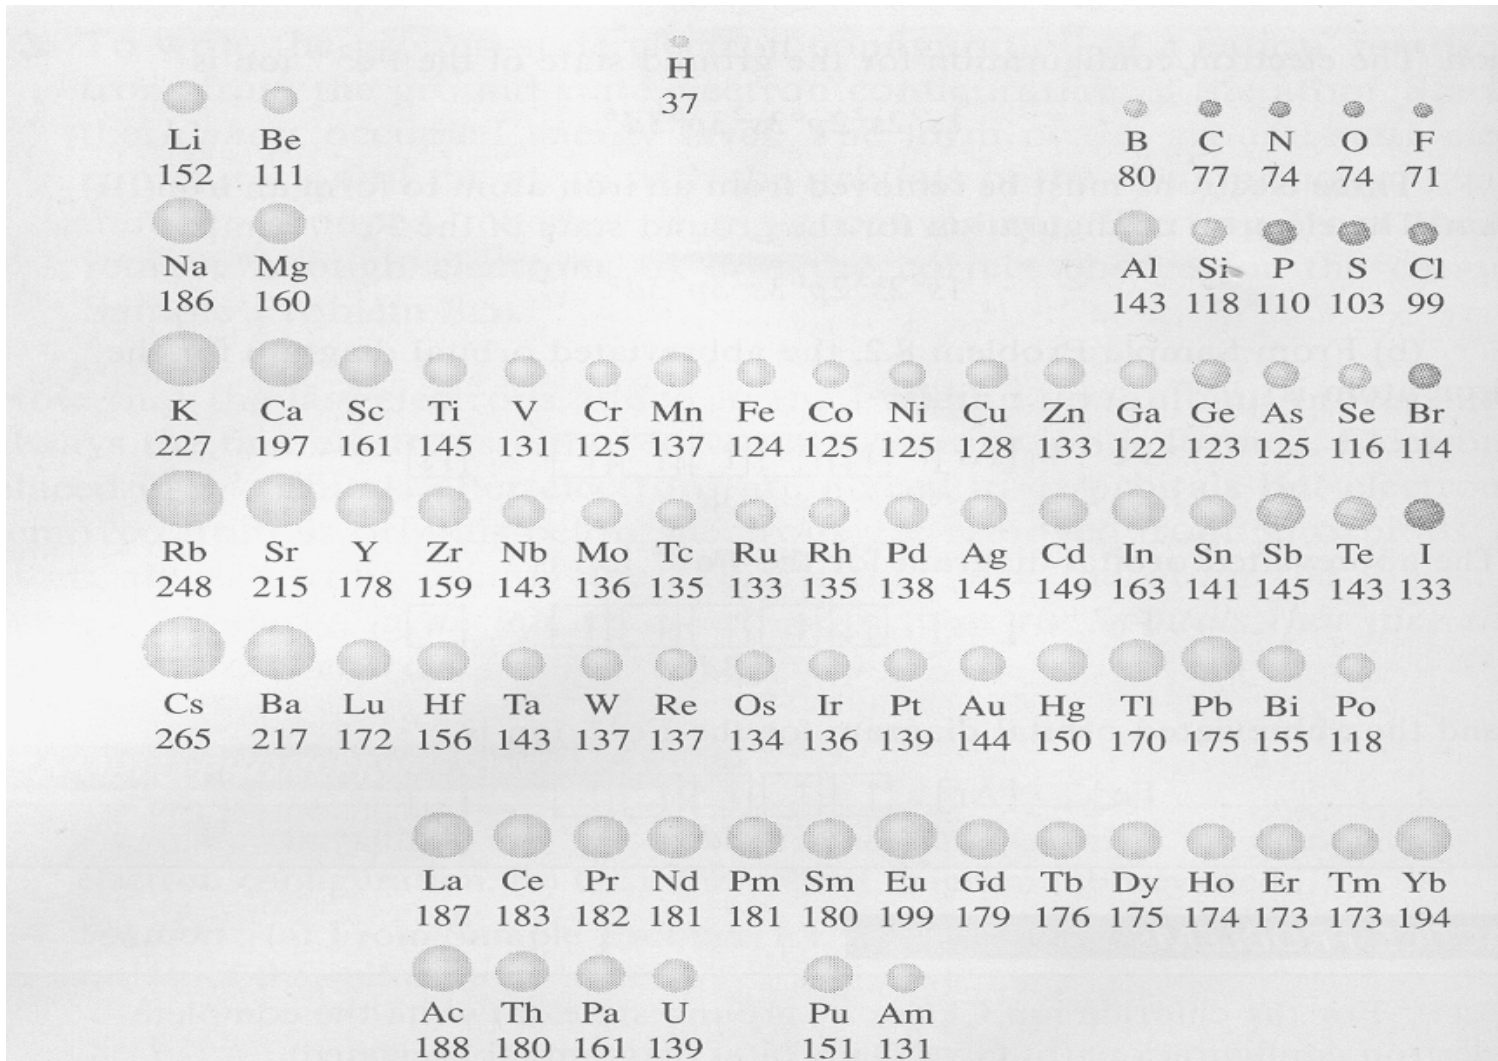 H
37
Li Be B C N O F
152 111 80 77 74 74 71
Na Mg Al Si P S Cl
186 160 143 118 110 103 99
K Ca Sc Ti V Cr Mn Fe Co Ni Cu Zn Ga Ge As Se Br
227 197 161 145 131 125 137 124 125 125 128 133 122 123 125 116 114
Rb Sr Y Zr Nb Mo Tc Ru Rh Pd Ag Cd In Sn Sb Te I
248 215 178 159 143 136 135 133 135 138 145 149 163 141 145 143 133
Cs Ba Lu Hf Ta W Re Os Ir Pt Au Hg Tl Pb Bi Po
265 217 172 156 143 137 137 134 136 139 144 150 170 175 155 118
La Ce Pr Nd Pm Sm Eu Gd Tb Dy Ho Er Tm Yb
187 183 182 181 181 180 199 179 176 175 174 173 173 194
Ac Th Pa U Pu Am
188 180 161 139 151 131